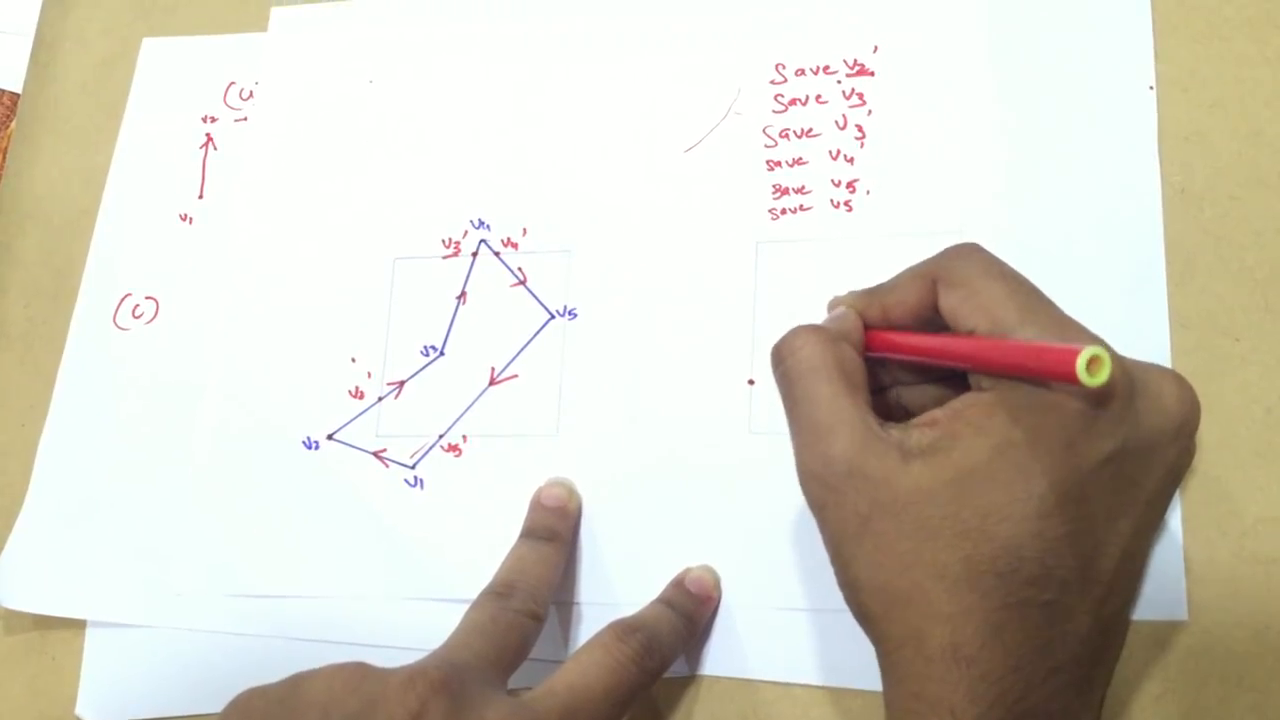 Save V2'
Save V3
Save V3'
save V4'
save V5,
save V5
V2
V1
(C)
V4
V3'
V4'
V5
V3
V2'
V2
V5'
V1